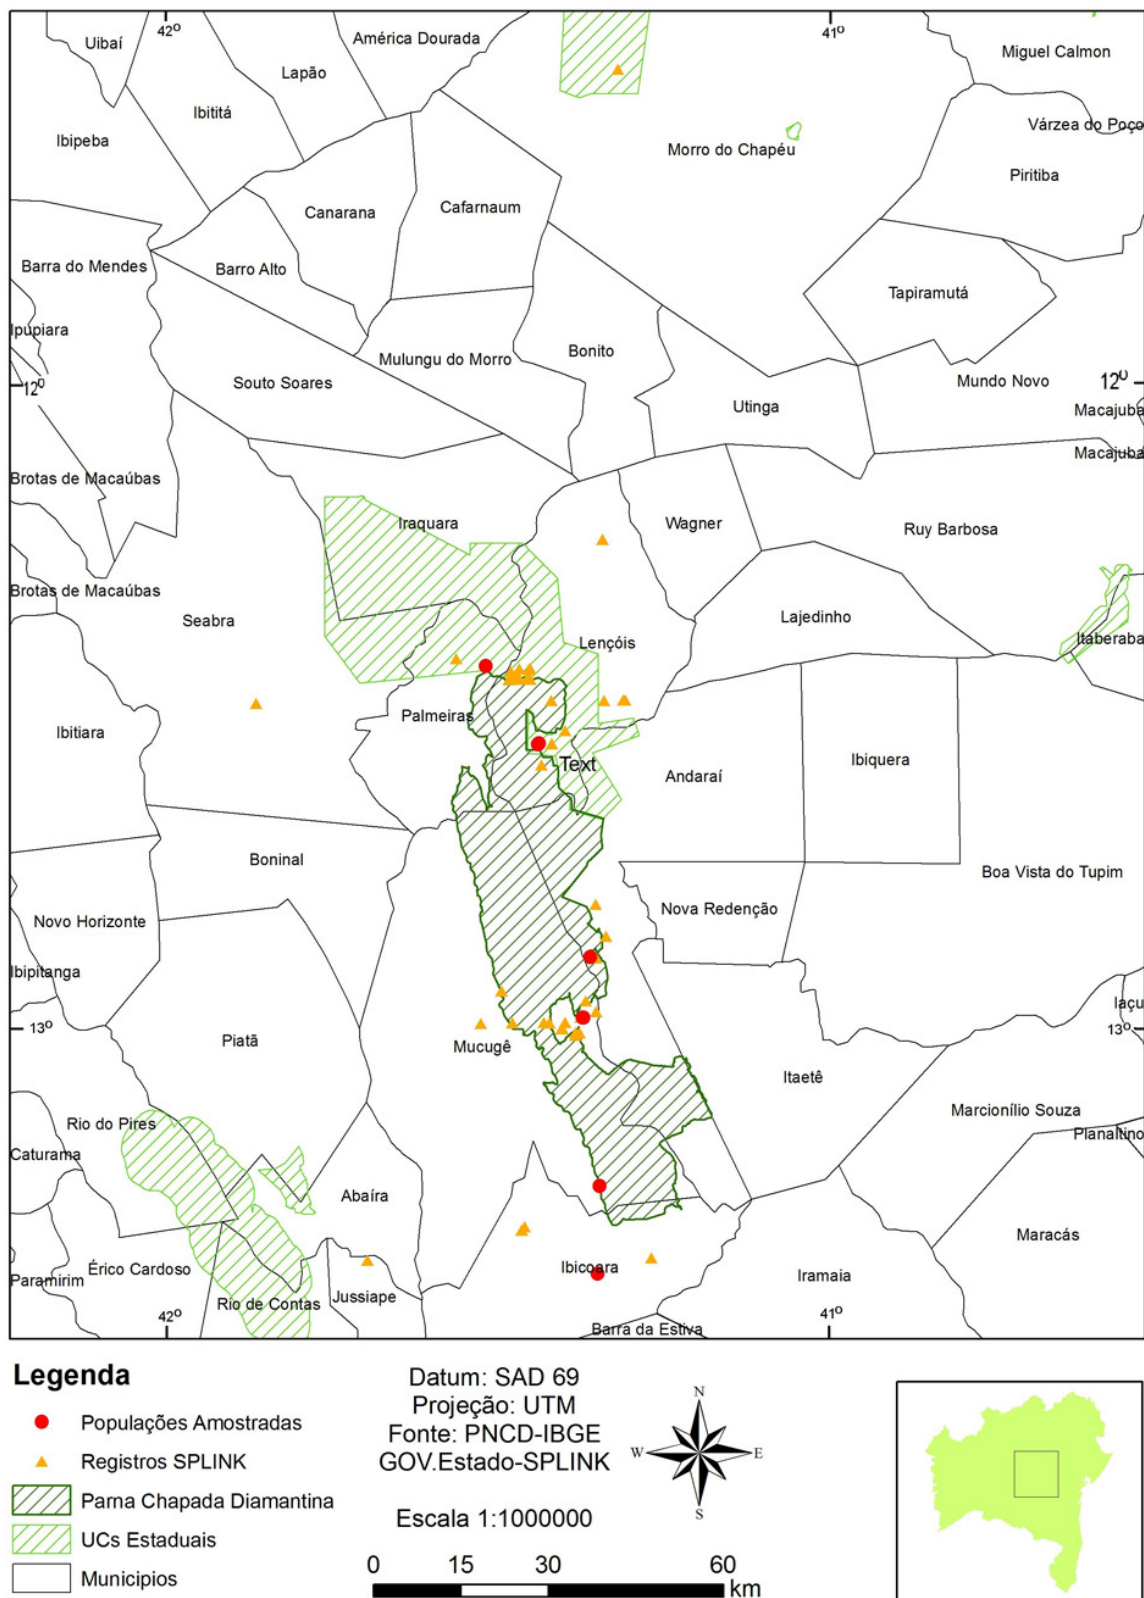 42º
41º
Uibaí
América Dourada
Miguel Calmon
Lapão
Ibititá
Várzea do Poço
Ibipeba
Morro do Chapéu
Piritiba
Canarana
Cafarnaum
Barra do Mendes
Barro Alto
Tapiramutá
Ipupiara
Bonito
Mulungu do Morro
Souto Soares
Mundo Novo
12º
12º
Utinga
Macajuba
Macajuba
Brotas de Macaúbas
Iraquara
Wagner
Ruy Barbosa
Brotas de Macaúbas
Seabra
Lajedinho
Lençóis
Itaberaba
Palmeiras
Ibitiara
Text
Andaraí
Ibiquera
Boninal
Boa Vista do Tupim
Novo Horizonte
Nova Redenção
Ibipitanga
Iaçu
13º
13º
Piatã
Mucugê
Itaetê
Marcionílio Souza
Rio do Pires
Planaltino
Caturama
Abaíra
Maracás
Érico Cardoso
Ibicoara
Iramaia
Paramirim
Rio de Contas
Jussiape
42º
41º
Barra da Estiva
Legenda
Populações Amostradas
Registros SPLINK
Parna Chapada Diamantina
UCs Estaduais
Municipios
Datum: SAD 69
Projeção: UTM
Fonte: PNCD-IBGE
GOV.Estado-SPLINK
Escala 1:1000000
0 15 30 60
km
N
W E
S